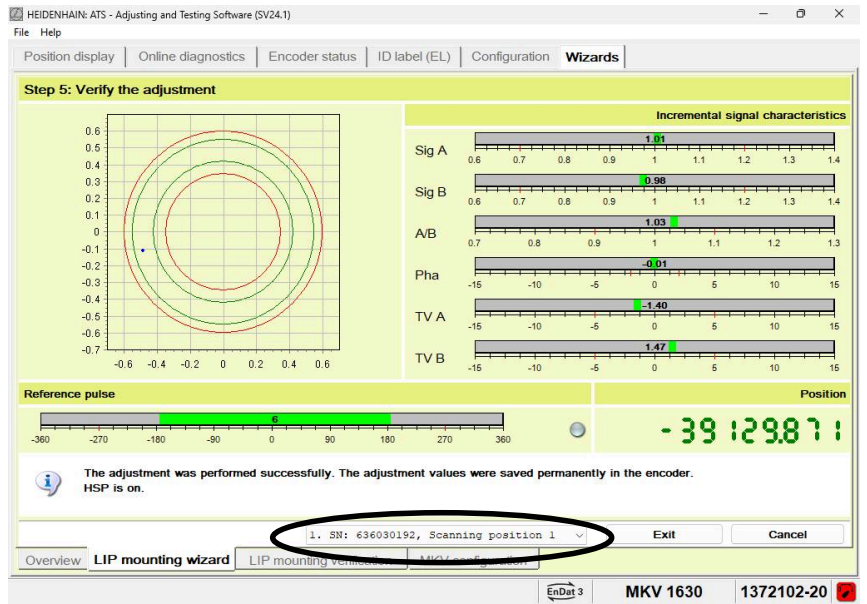 HEIDENHAIN: ATS - Adjusting and Testing Software (SV24.1)
File Help
Position display Online diagnostics Encoder status ID label (EL) Configuration Wizards
Step 5: Verify the adjustment
0.6
0.5
0.4
0.3
0.2
0.1
0
-0.1
-0.2
-0.3
-0.4
-0.5
-0.6
-0.7
-0.6 -0.4 -0.2 0 0.2 0.4 0.6
Incremental signal characteristics
Sig A 1.01
0.6 0.7 0.8 0.9 1 1.1 1.2 1.3 1.4
Sig B 0.98
0.6 0.7 0.8 0.9 1 1.1 1.2 1.3 1.4
A/B 1.03
0.7 0.8 0.9 1 1.1 1.2 1.3
Pha -0.01
-15 -10 -5 0 5 10 15
TV A -1.40
-15 -10 -5 0 5 10 15
TV B 1.47
-15 -10 -5 0 5 10 15
Reference pulse
6
-360 -270 -180 -90 0 90 180 270 360
Position
-39129.871
The adjustment was performed successfully. The adjustment values were saved permanently in the encoder.
HSP is on.
1. SN: 636030192, Scanning position 1
Exit Cancel
Overview LIP mounting wizard LIP mounting verification MKV configuration
EnDat 3 MKV 1630 1372102-20